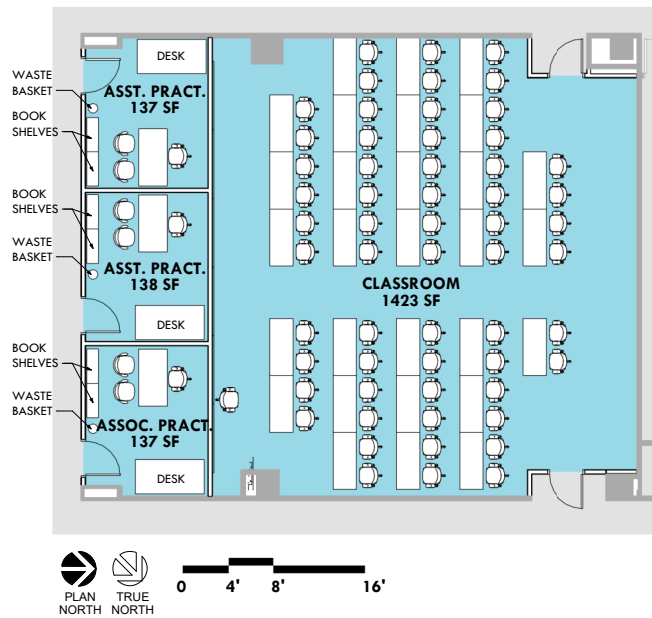 DESK
WASTE
BASKET
ASST. PRACT.
137 SF
BOOK
SHELVES
BOOK
SHELVES
WASTE
BASKET
ASST. PRACT.
138 SF
DESK
CLASSROOM
1423 SF
BOOK
SHELVES
WASTE
BASKET
ASSOC. PRACT.
137 SF
DESK
PLAN
NORTH
TRUE
NORTH
0 4' 8' 16'